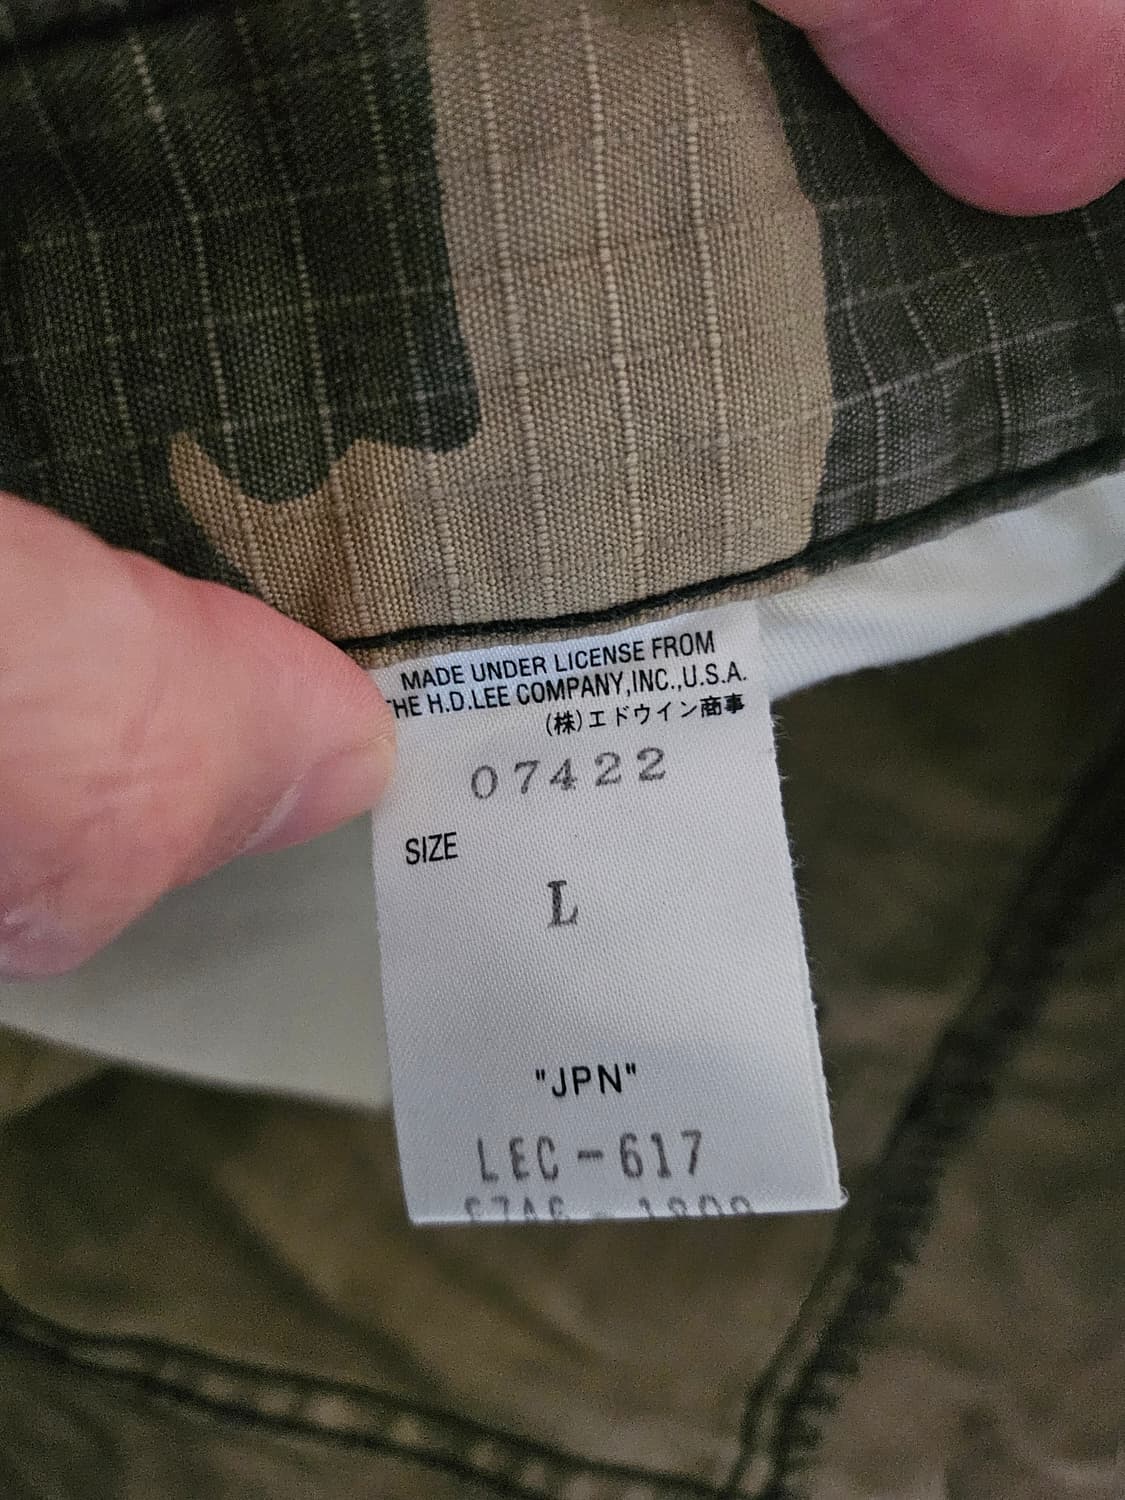 MADE UNDER LICENSE FROM
THE H.D.LEE COMPANY,INC.,U.S.A.
(株)エドウイン商事
07422
SIZE
L
"JPN"
LEC-617